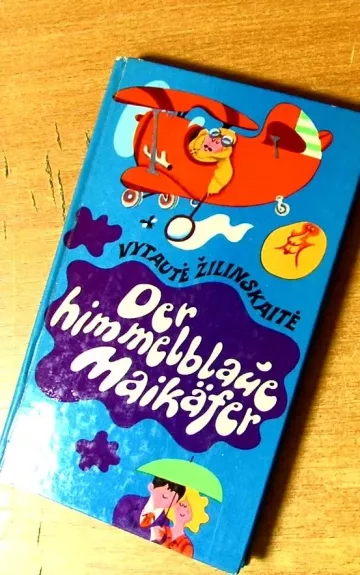 VYTAUTĖ ŽILINSKAITĖ
Der
himmelblaue
Maikäfer